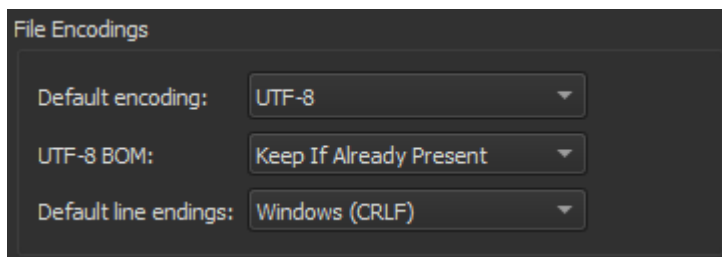 File Encodings
Default encoding: UTF-8
UTF-8 BOM: Keep If Already Present
Default line endings: Windows (CRLF)